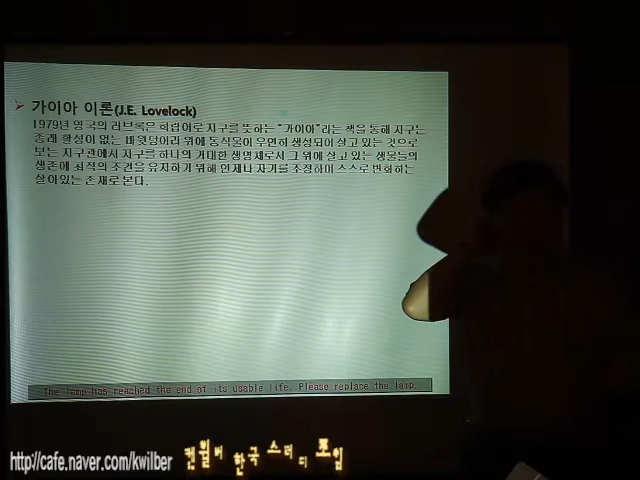 가이아 이론(J.E. Lovelock)
1979년 영국의 러브록은 희랍어로 지구를 뜻하는 "가이아"라는 책을 통해 지구는
종래 활성이 없는 바윗덩어리 위에 동식물이 우연히 생성되어 살고 있는 것으로
보는 지구관에서 지구를 하나의 거대한 생명체로서 그 위에 살고 있는 생물들의
생존에 최적의 조건을 유지하기 위해 언제나 자기를 조정하며 스스로 변화하는
살아있는 존재로 본다.
The lamp has reached the end of its usable life. Please replace the lamp.
http://cafe.naver.com/kwilber 켄윌버 한국 스터디 모임